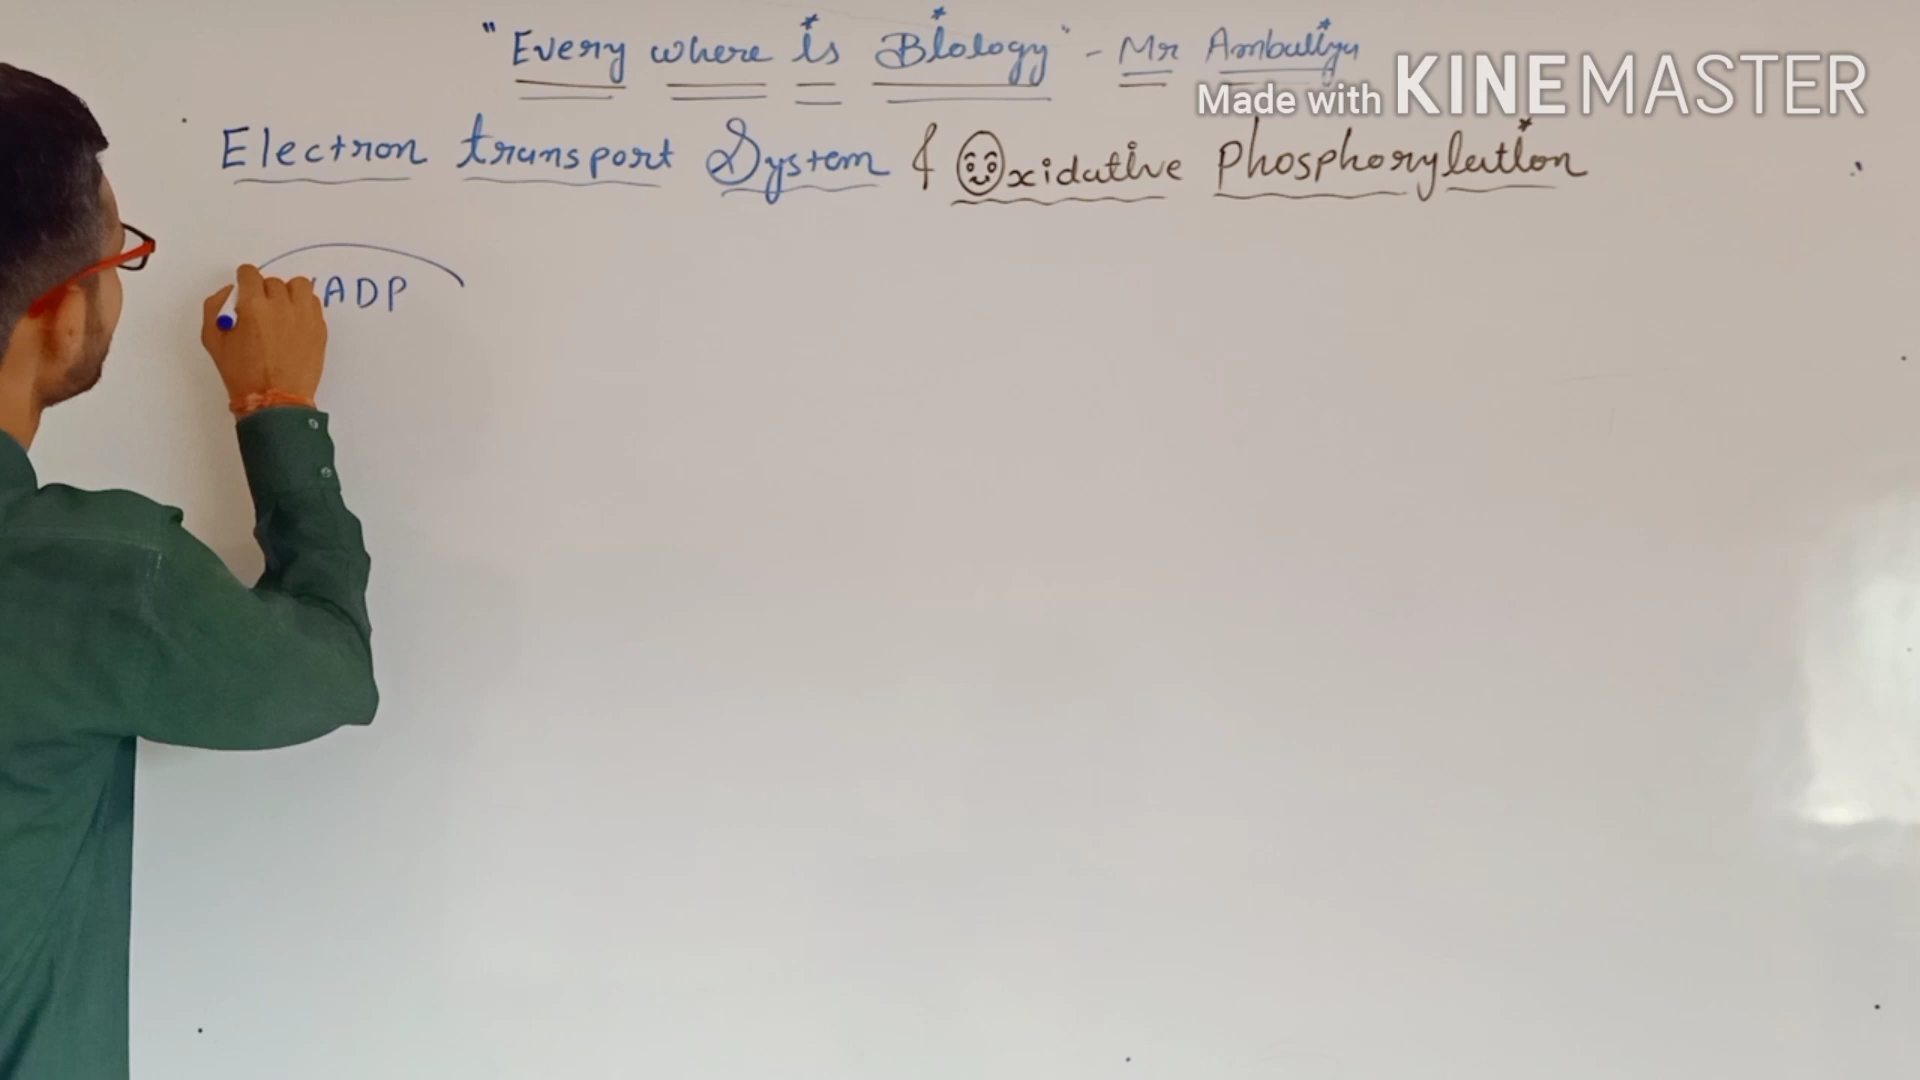 "Every where is Biology" - Mr Ambaliya
Made with KINEMASTER
Electron transport System & Oxidative phosphorylation
ADP